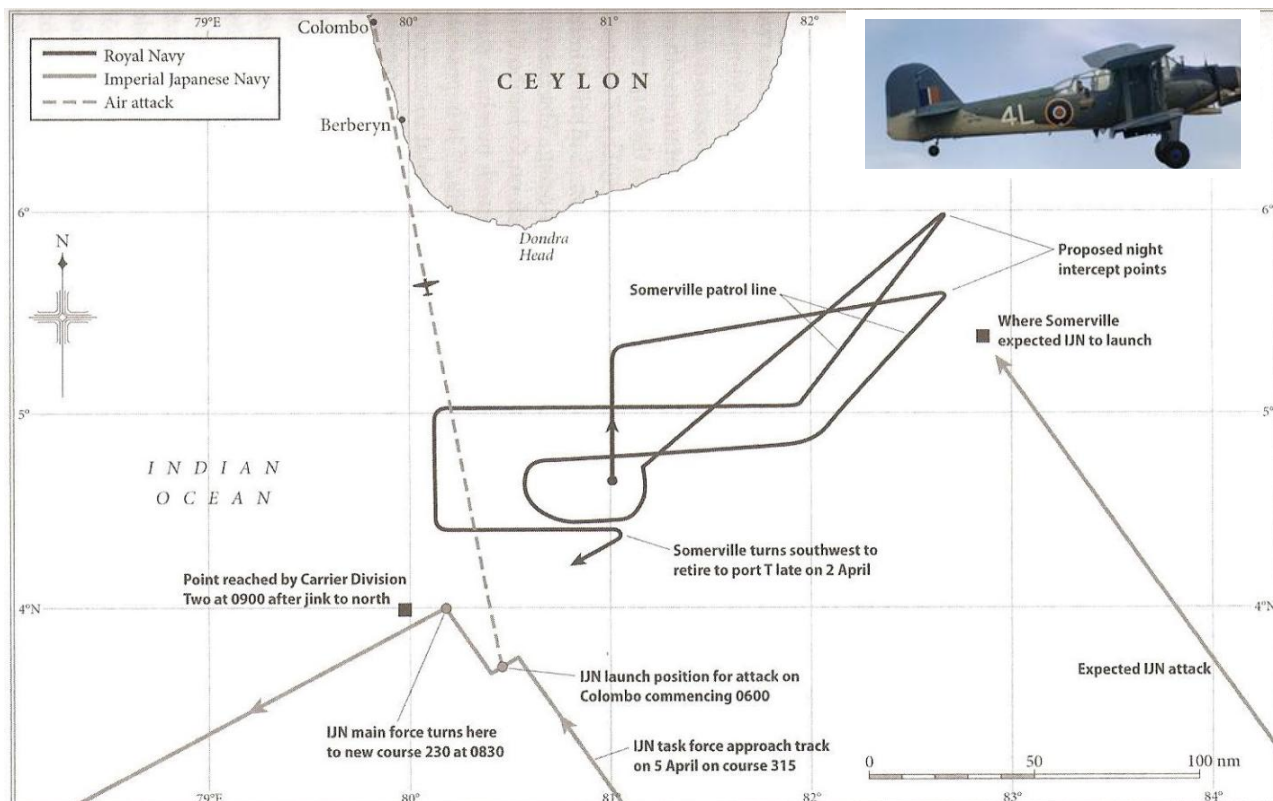 79°E
80°
81°
82°
Colombo
Royal Navy
Imperial Japanese Navy
Air attack
CEYLON
4L
Berberyn
6°
6°
N
Dondra
Head
Proposed night
intercept points
Somerville patrol line
Where Somerville
expected IJN to launch
5°
5°
INDIAN
OCEAN
Somerville turns southwest to
retire to port T late on 2 April
Point reached by Carrier Division
Two at 0900 after jink to north
4°N
4°N
IJN launch position for attack on
Colombo commencing 0600
Expected IJN attack
IJN main force turns here
to new course 230 at 0830
IJN task force approach track
on 5 April on course 315
0
50
100 nm
79°E
80°
81°
82°
83°
84°